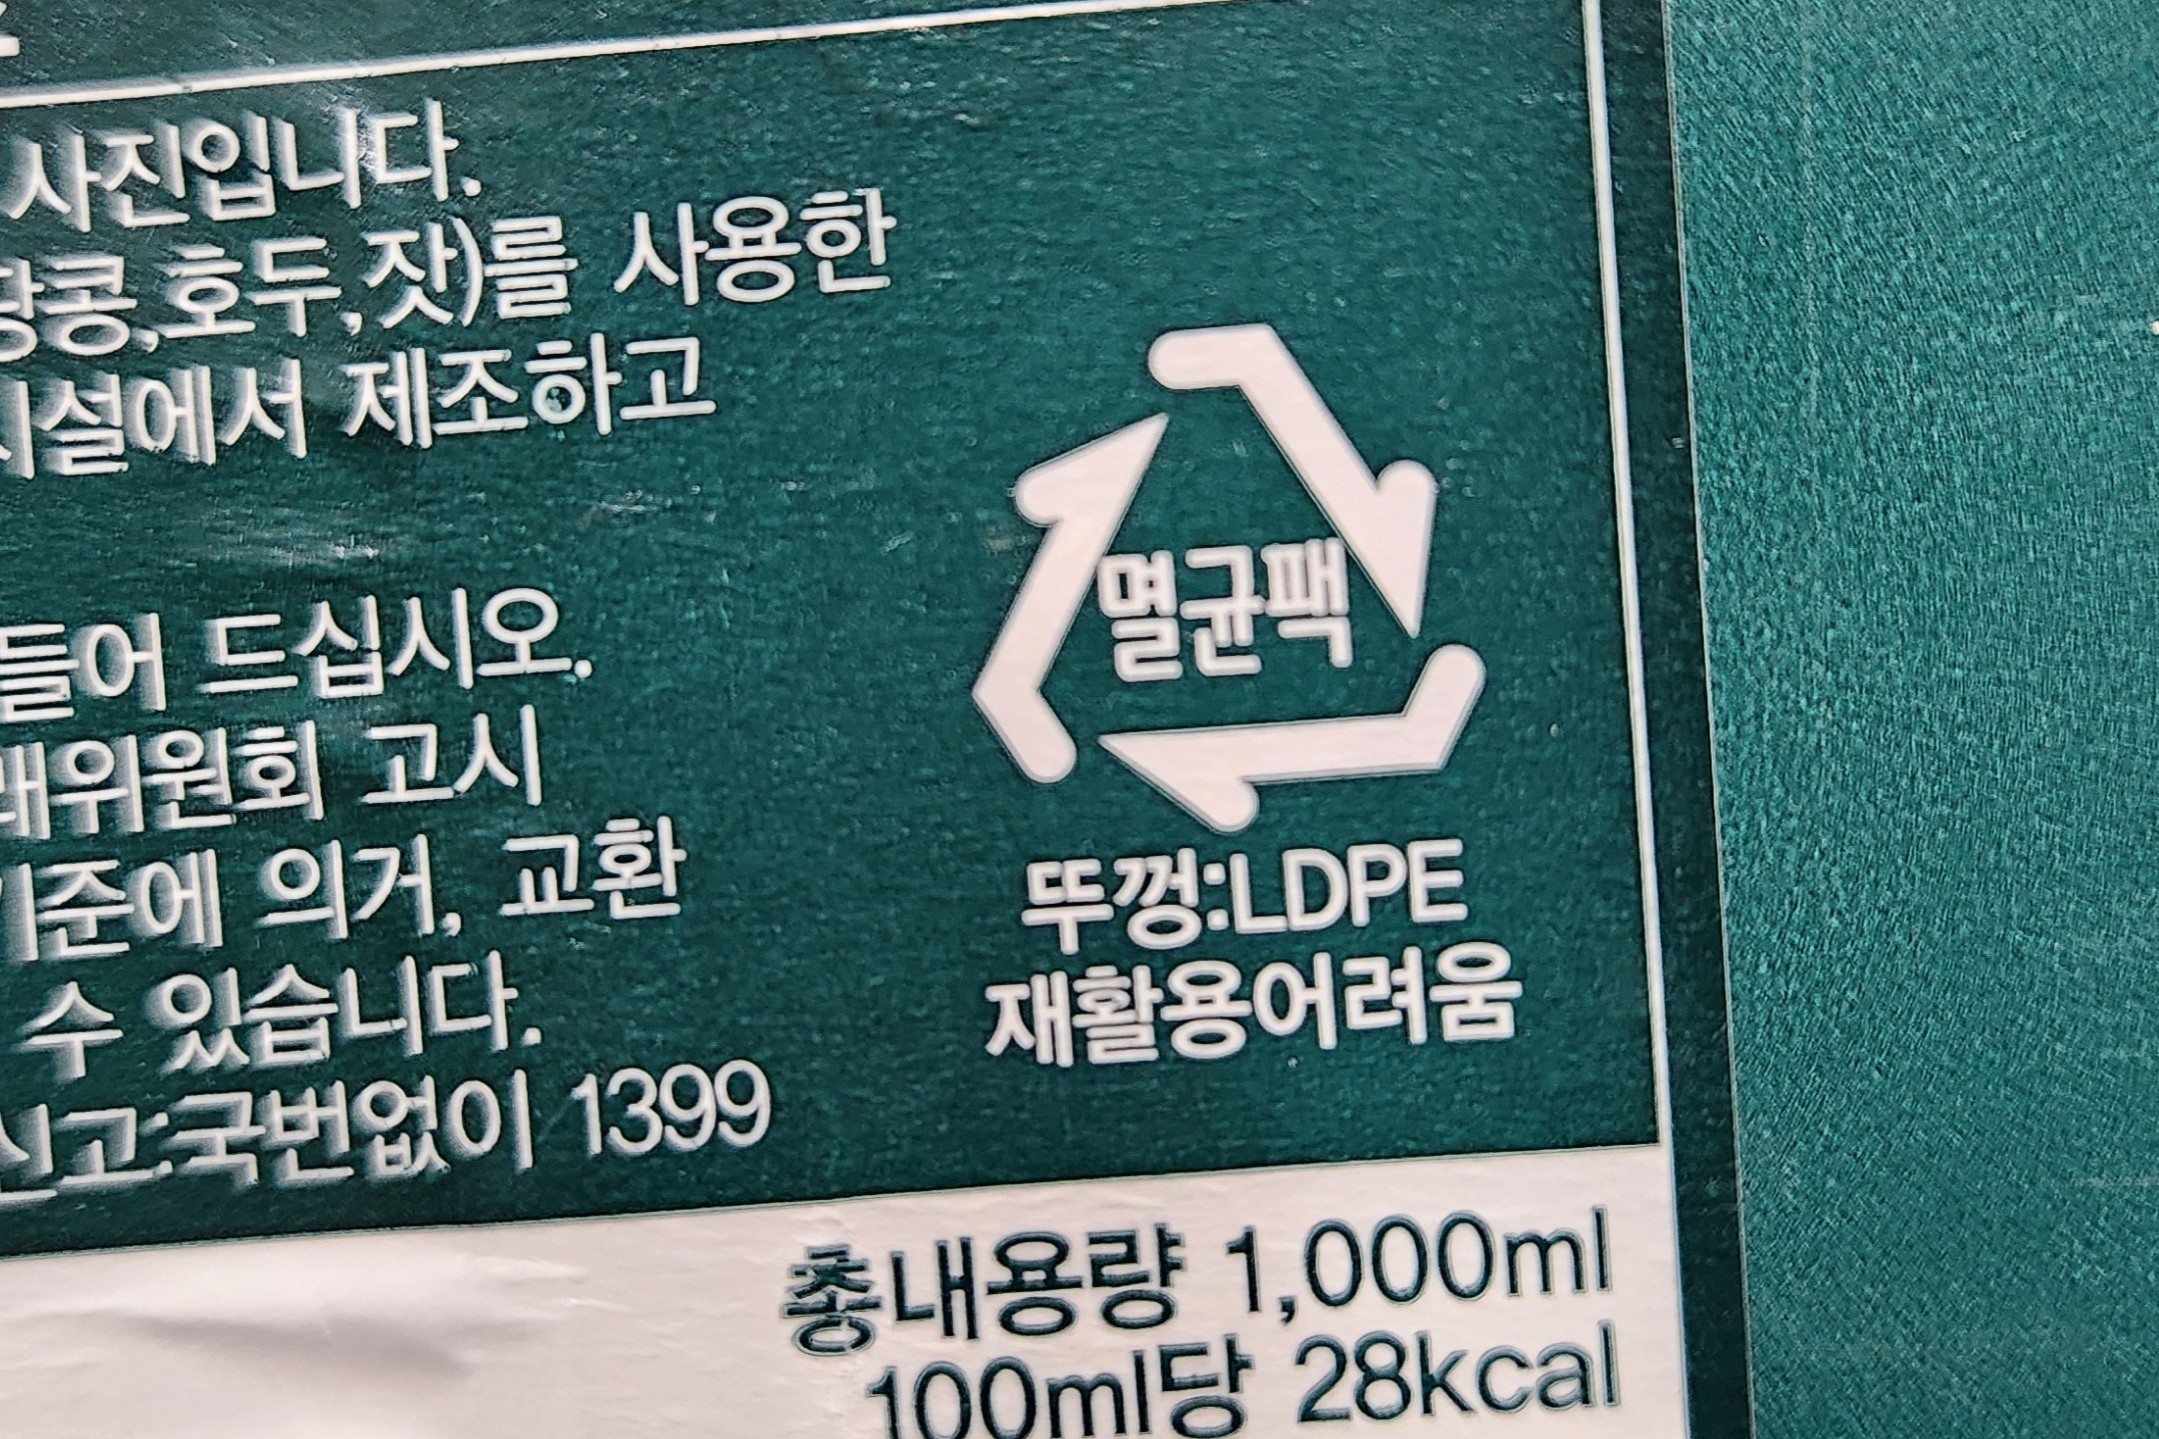 사진입니다.
땅콩,호두,잣)를 사용한
시설에서 제조하고
들어 드십시오.
래위원회 고시
기준에 의거, 교환
수 있습니다.
신고:국번없이 1399
멸균팩
뚜껑:LDPE
재활용어려움
총내용량 1,000ml
100ml당 28kcal